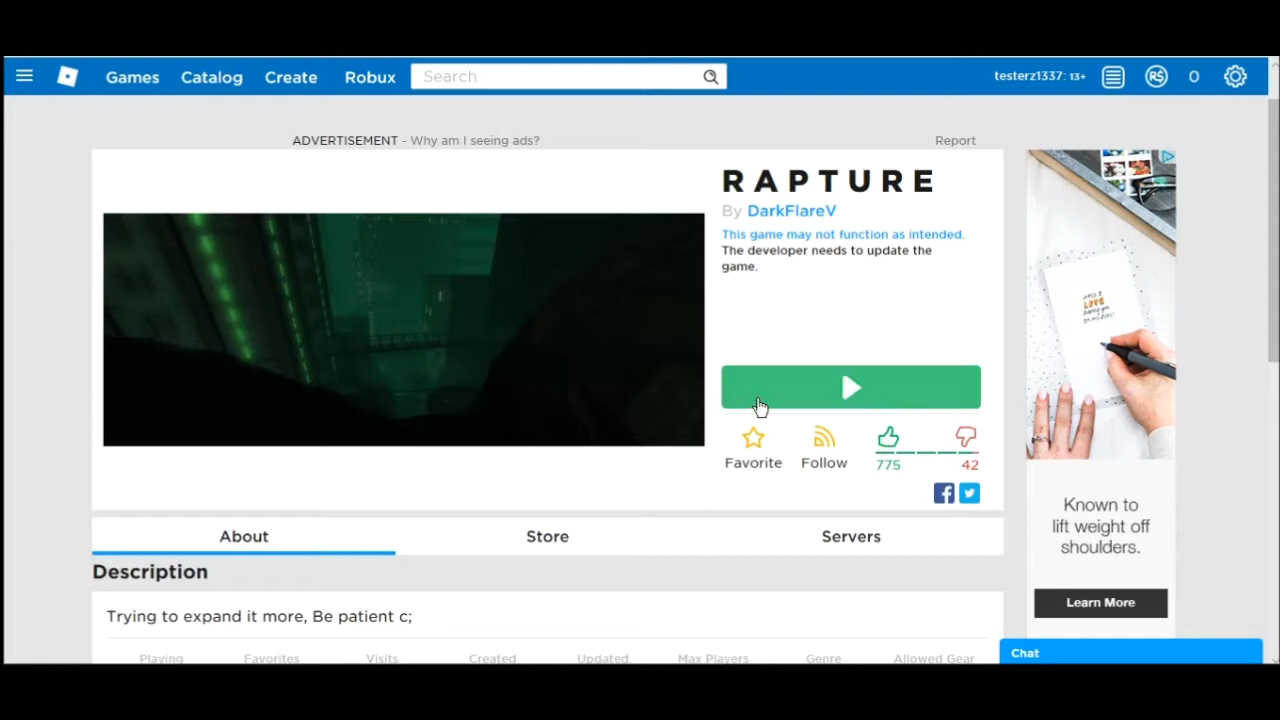 Games Catalog Create Robux Search testerz1337: 13+ R$ 0
ADVERTISEMENT - Why am I seeing ads? Report
RAPTURE
By DarkFlareV
This game may not function as intended.
The developer needs to update the
game.
Favorite Follow 775 42
About Store Servers
Description
Trying to expand it more, Be patient c;
Playing Favorites Visits Created Updated Max Players Genre Allowed Gear
Known to
lift weight off
shoulders.
Learn More
Chat